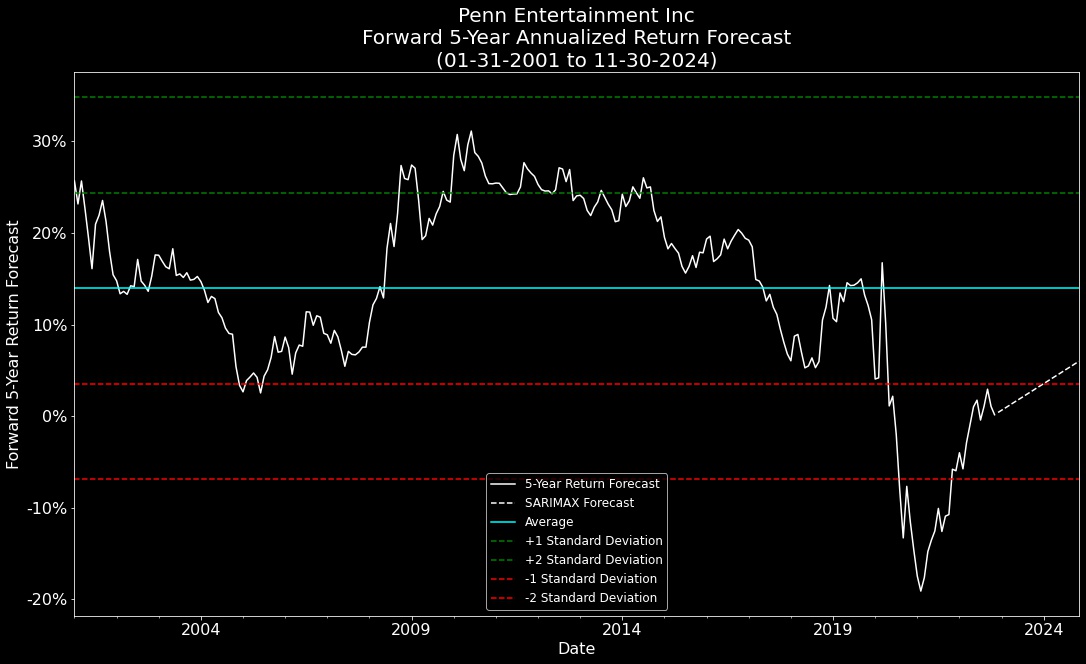 Penn Entertainment Inc
Forward 5-Year Annualized Return Forecast
(01-31-2001 to 11-30-2024)
Forward 5-Year Return Forecast
30%
20%
10%
0%
-10%
-20%
5-Year Return Forecast
SARIMAX Forecast
Average
+1 Standard Deviation
+2 Standard Deviation
-1 Standard Deviation
-2 Standard Deviation
2004 2009 2014 2019 2024
Date